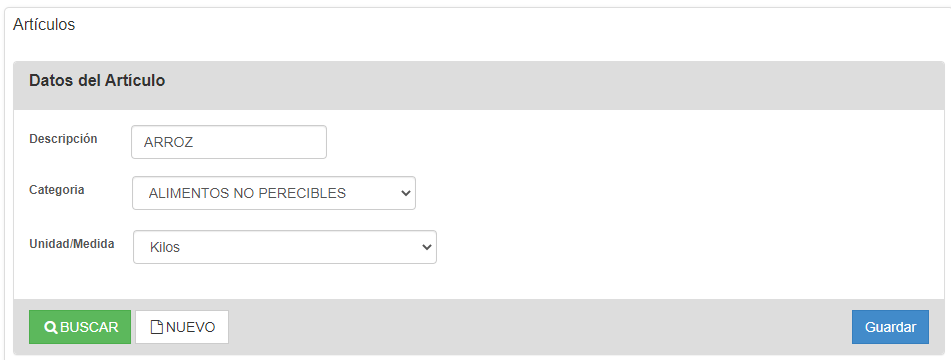 Artículos
Datos del Artículo
Descripción ARROZ
Categoria ALIMENTOS NO PERECIBLES
Unidad/Medida Kilos
BUSCAR NUEVO Guardar